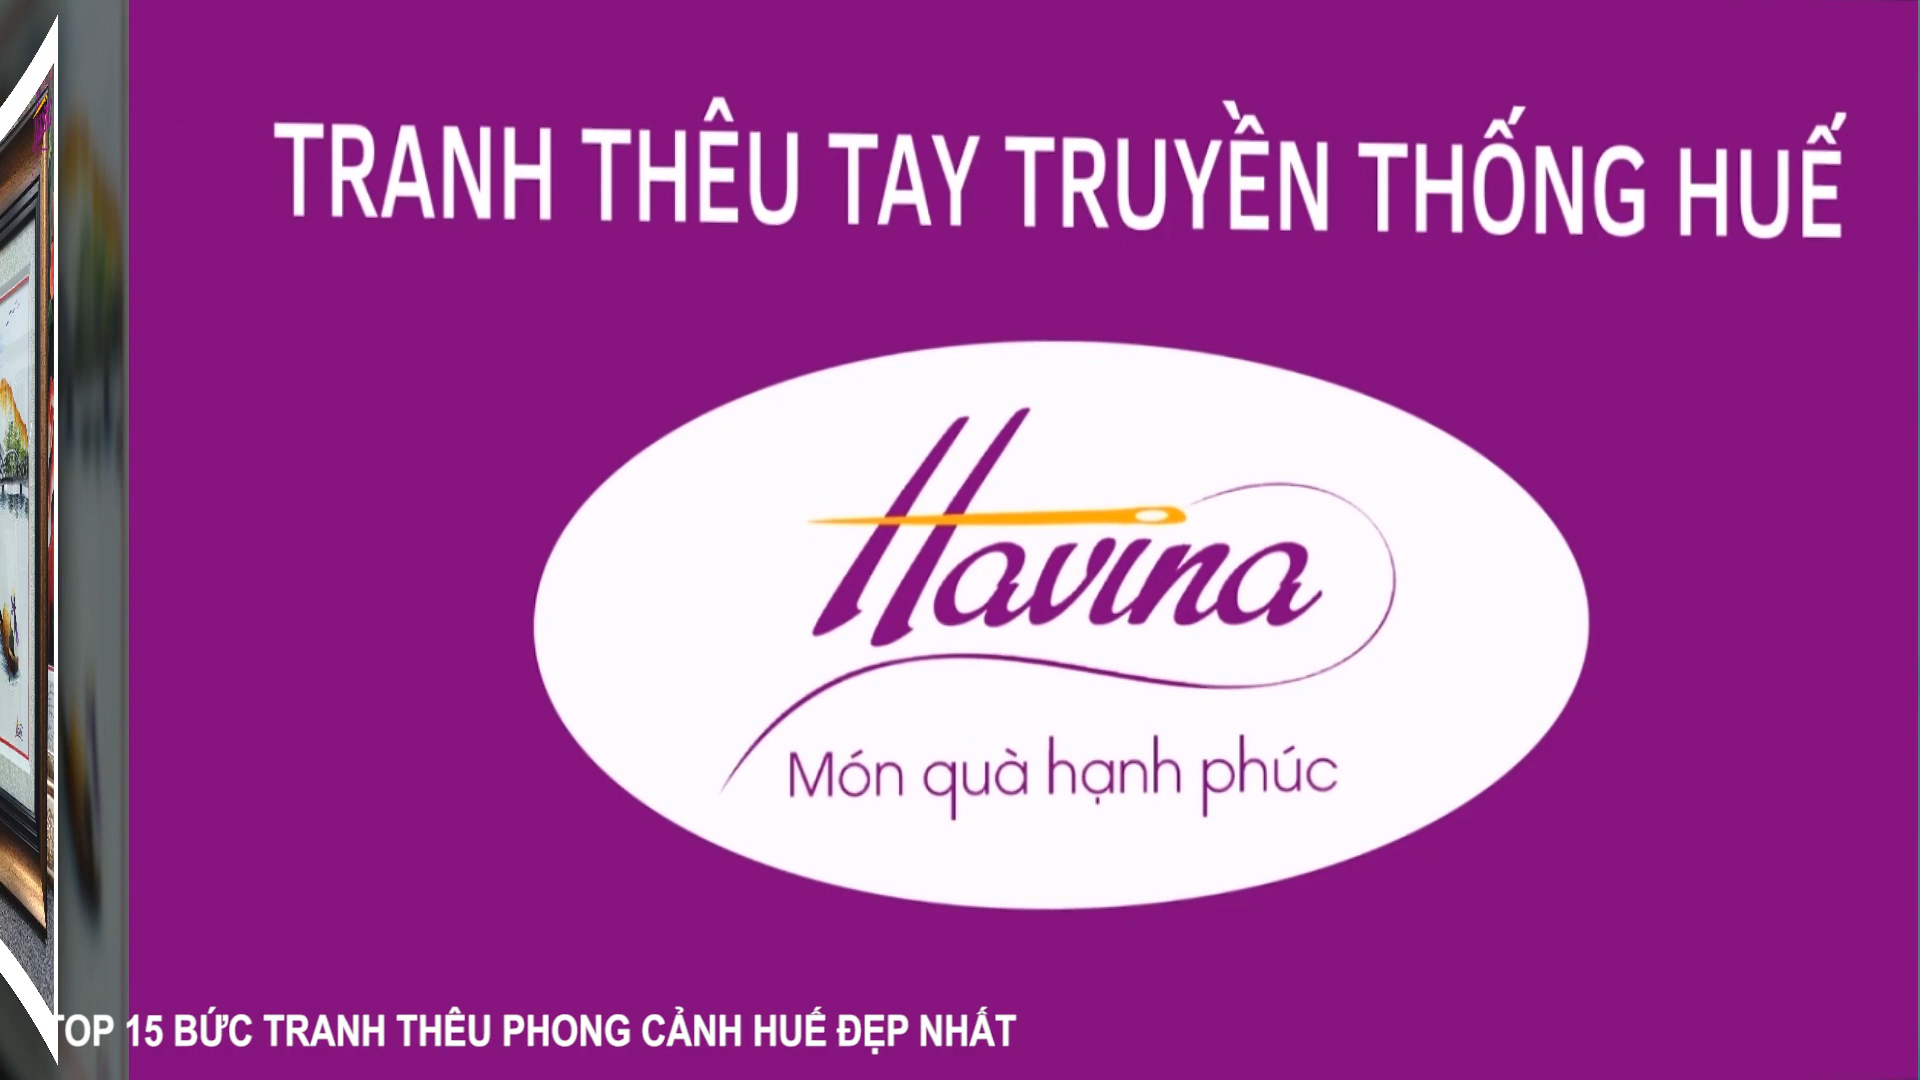 TRANH THÊU TAY TRUYỀN THỐNG HUẾ
Havina
Món quà hạnh phúc
TOP 15 BỨC TRANH THÊU PHONG CẢNH HUẾ ĐẸP NHẤT